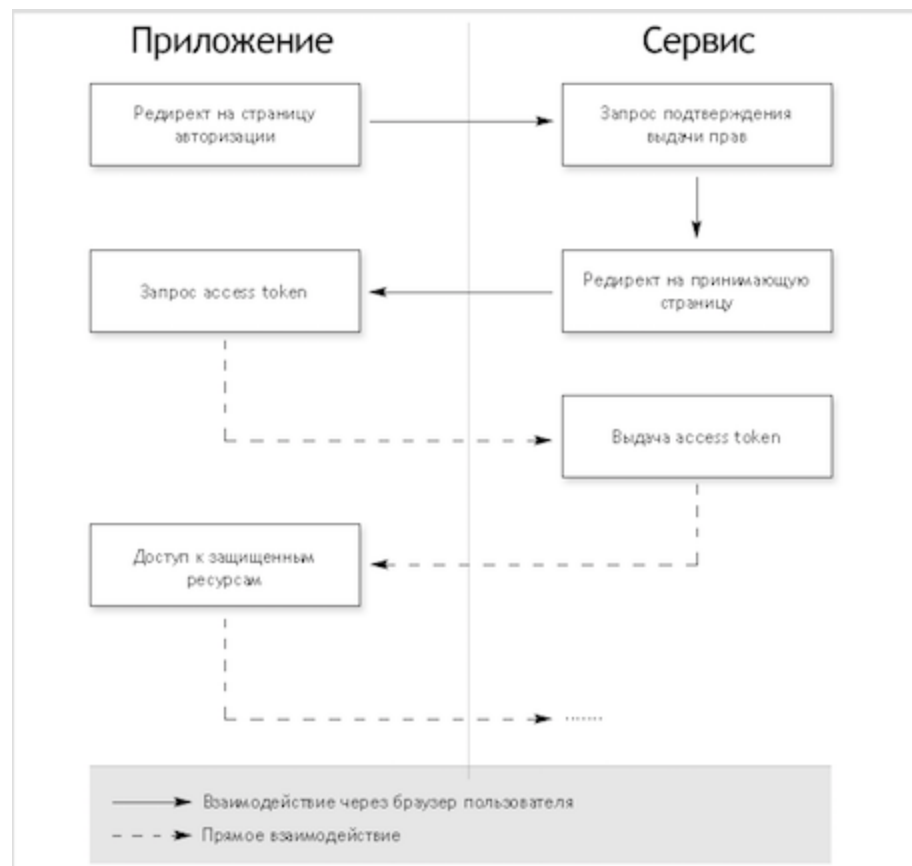 Приложение
Сервис
Редирект на страницу
авторизации
Запрос подтверждения
выдачи прав
Запрос access token
Редирект на принимающую
страницу
Выдача access token
Доступ к защищенным
ресурсам
.......
Взаимодействие через браузер пользователя
Прямое взаимодействие